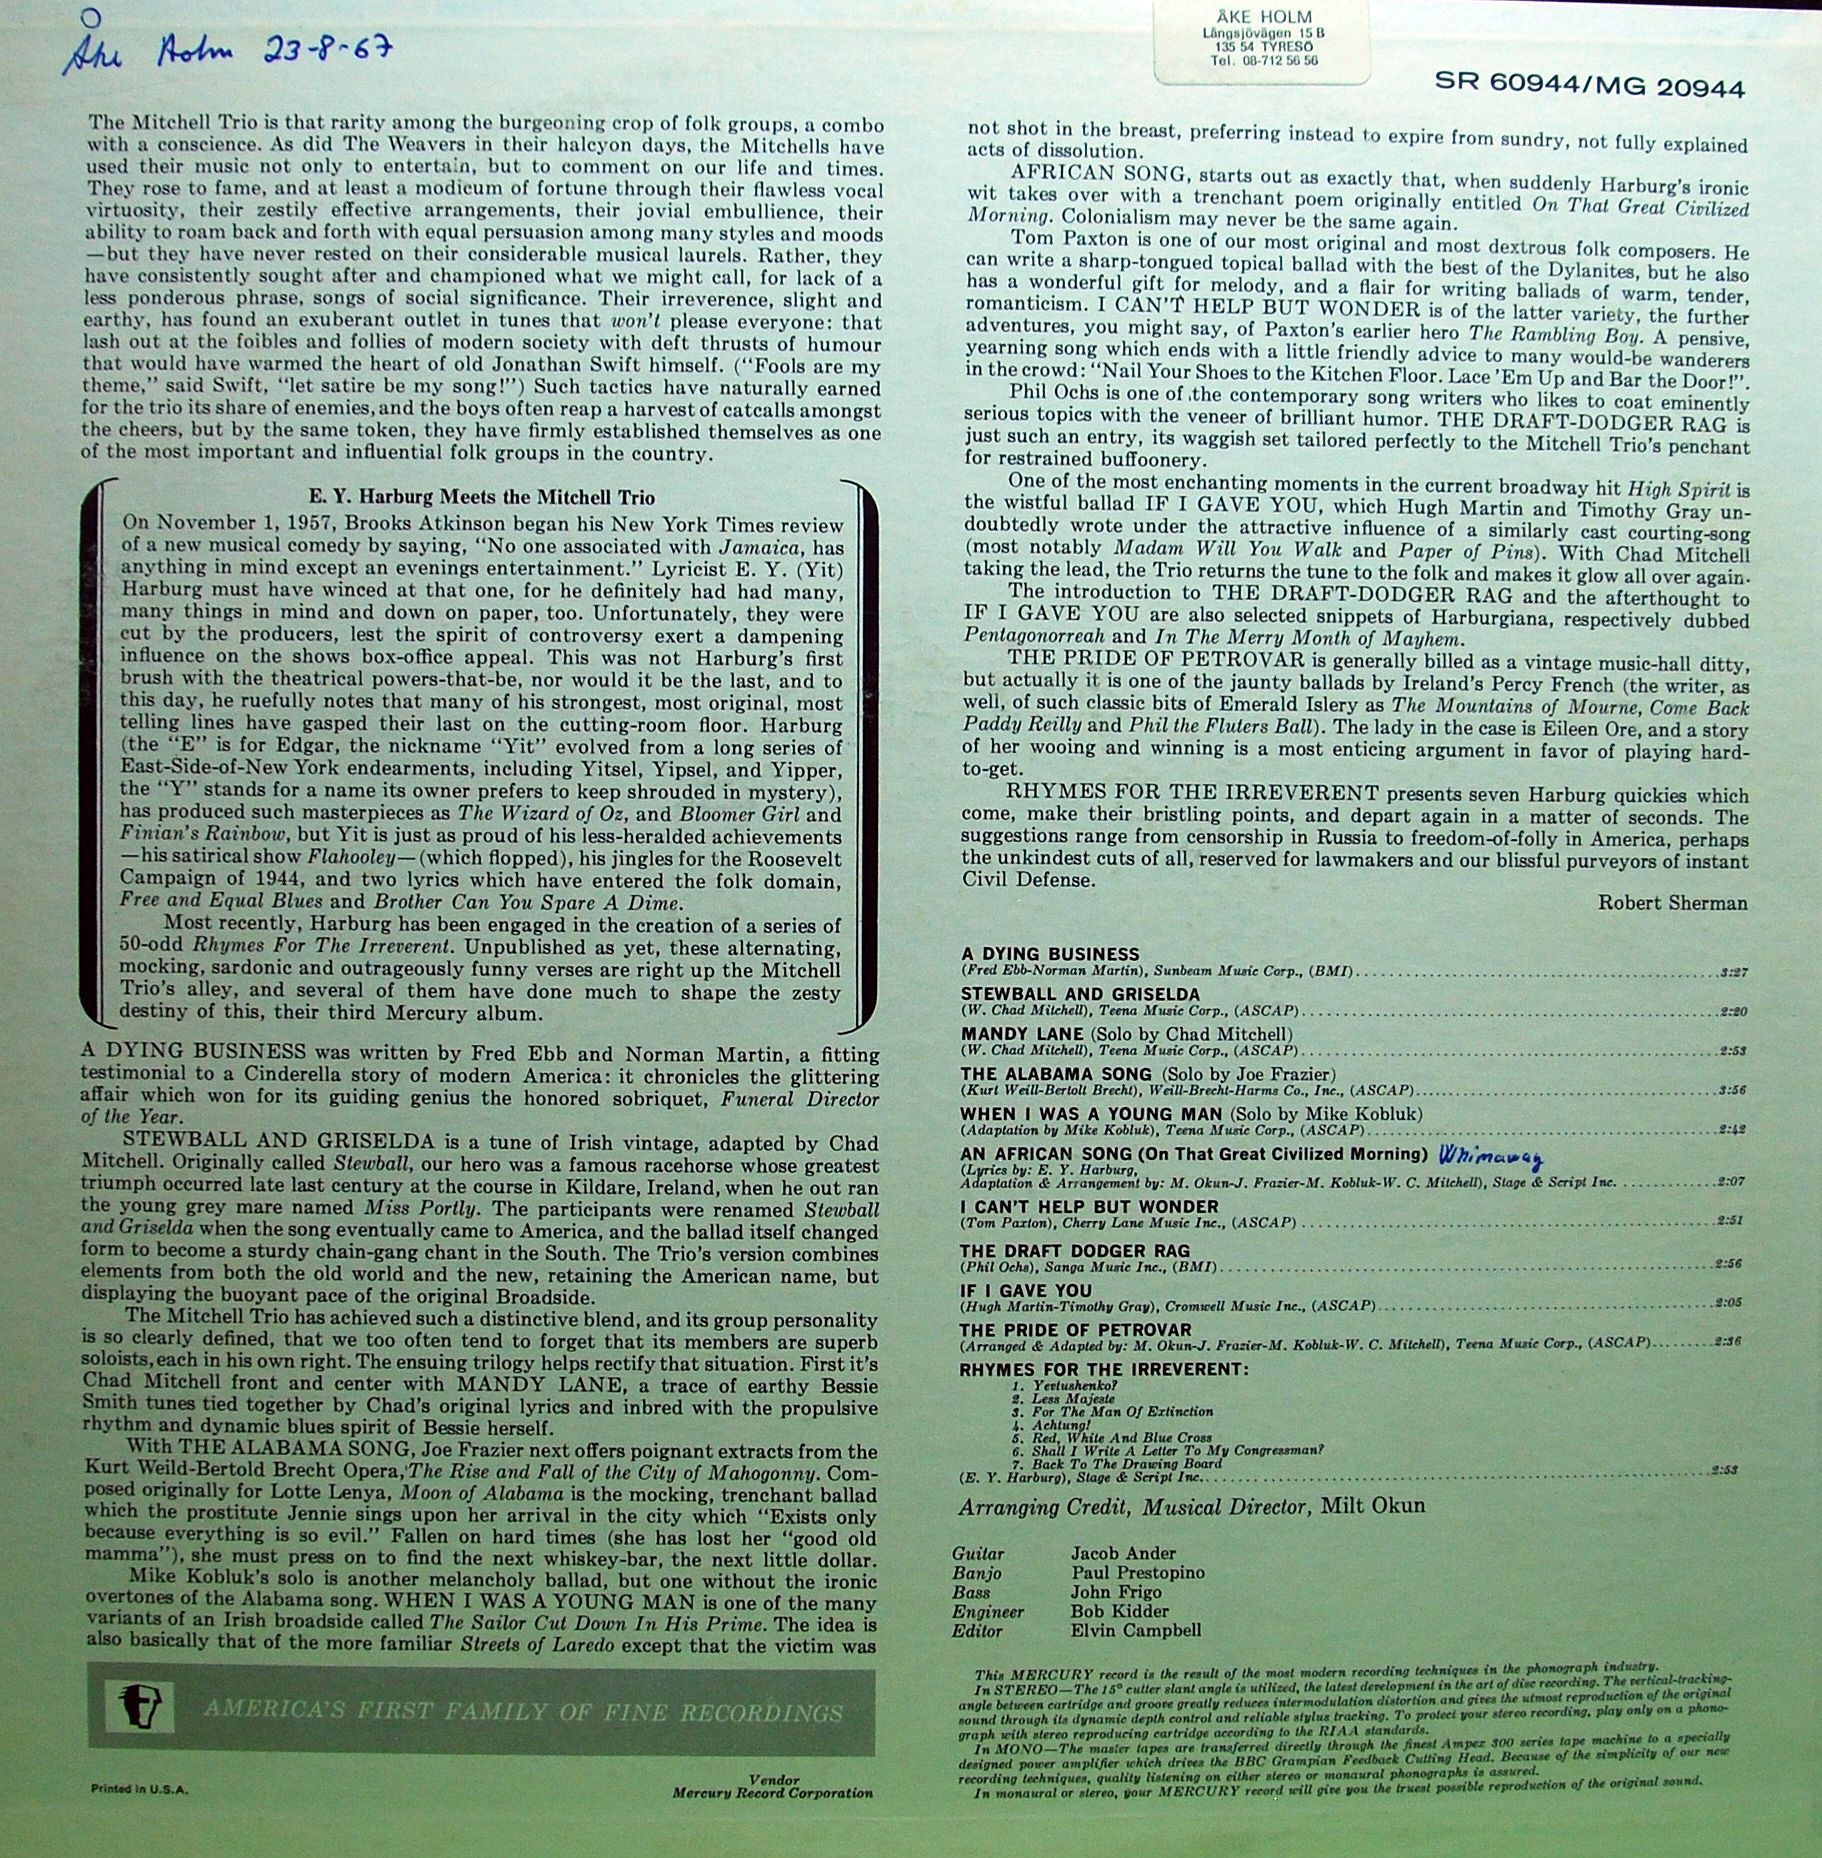 Åke Holm 23-8-67
ÅKE HOLM
Långsjövägen 15 B
135 54 TYRESÖ
Tel. 08-712 56 56
SR 60944/MG 20944
The Mitchell Trio is that rarity among the burgeoning crop of folk groups, a combo
with a conscience. As did The Weavers in their halcyon days, the Mitchells have
used their music not only to entertain, but to comment on our life and times.
They rose to fame, and at least a modicum of fortune through their flawless vocal
virtuosity, their zestily effective arrangements, their jovial embullience, their
ability to roam back and forth with equal persuasion among many styles and moods
—but they have never rested on their considerable musical laurels. Rather, they
have consistently sought after and championed what we might call, for lack of a
less ponderous phrase, songs of social significance. Their irreverence, slight and
earthy, has found an exuberant outlet in tunes that won't please everyone: that
lash out at the foibles and follies of modern society with deft thrusts of humour
that would have warmed the heart of old Jonathan Swift himself. (“Fools are my
theme,” said Swift, “let satire be my song!”) Such tactics have naturally earned
for the trio its share of enemies, and the boys often reap a harvest of catcalls amongst
the cheers, but by the same token, they have firmly established themselves as one
of the most important and influential folk groups in the country.
E. Y. Harburg Meets the Mitchell Trio
On November 1, 1957, Brooks Atkinson began his New York Times review
of a new musical comedy by saying, “No one associated with Jamaica, has
anything in mind except an evenings entertainment.” Lyricist E. Y. (Yit)
Harburg must have winced at that one, for he definitely had had many,
many things in mind and down on paper, too. Unfortunately, they were
cut by the producers, lest the spirit of controversy exert a dampening
influence on the shows box-office appeal. This was not Harburg's first
brush with the theatrical powers-that-be, nor would it be the last, and to
this day, he ruefully notes that many of his strongest, most original, most
telling lines have gasped their last on the cutting-room floor. Harburg
(the “E” is for Edgar, the nickname “Yit” evolved from a long series of
East-Side-of-New York endearments, including Yitsel, Yipsel, and Yipper,
the “Y” stands for a name its owner prefers to keep shrouded in mystery),
has produced such masterpieces as The Wizard of Oz, and Bloomer Girl and
Finian's Rainbow, but Yit is just as proud of his less-heralded achievements
—his satirical show Flahooley—(which flopped), his jingles for the Roosevelt
Campaign of 1944, and two lyrics which have entered the folk domain,
Free and Equal Blues and Brother Can You Spare A Dime.
Most recently, Harburg has been engaged in the creation of a series of
50-odd Rhymes For The Irreverent. Unpublished as yet, these alternating,
mocking, sardonic and outrageously funny verses are right up the Mitchell
Trio's alley, and several of them have done much to shape the zesty
destiny of this, their third Mercury album.
A DYING BUSINESS was written by Fred Ebb and Norman Martin, a fitting
testimonial to a Cinderella story of modern America: it chronicles the glittering
affair which won for its guiding genius the honored sobriquet, Funeral Director
of the Year.
STEWBALL AND GRISELDA is a tune of Irish vintage, adapted by Chad
Mitchell. Originally called Stewball, our hero was a famous racehorse whose greatest
triumph occurred late last century at the course in Kildare, Ireland, when he out ran
the young grey mare named Miss Portly. The participants were renamed Stewball
and Griselda when the song eventually came to America, and the ballad itself changed
form to become a sturdy chain-gang chant in the South. The Trio's version combines
elements from both the old world and the new, retaining the American name, but
displaying the buoyant pace of the original Broadside.
The Mitchell Trio has achieved such a distinctive blend, and its group personality
is so clearly defined, that we too often tend to forget that its members are superb
soloists, each in his own right. The ensuing trilogy helps rectify that situation. First it's
Chad Mitchell front and center with MANDY LANE, a trace of earthy Bessie
Smith tunes tied together by Chad's original lyrics and inbred with the propulsive
rhythm and dynamic blues spirit of Bessie herself.
With THE ALABAMA SONG, Joe Frazier next offers poignant extracts from the
Kurt Weild-Bertold Brecht Opera, The Rise and Fall of the City of Mahogonny. Com-
posed originally for Lotte Lenya, Moon of Alabama is the mocking, trenchant ballad
which the prostitute Jennie sings upon her arrival in the city which “Exists only
because everything is so evil.” Fallen on hard times (she has lost her “good old
mamma”), she must press on to find the next whiskey-bar, the next little dollar.
Mike Kobluk's solo is another melancholy ballad, but one without the ironic
overtones of the Alabama song. WHEN I WAS A YOUNG MAN is one of the many
variants of an Irish broadside called The Sailor Cut Down In His Prime. The idea is
also basically that of the more familiar Streets of Laredo except that the victim was
AMERICA'S FIRST FAMILY OF FINE RECORDINGS
Printed in U.S.A.
Vendor
Mercury Record Corporation
not shot in the breast, preferring instead to expire from sundry, not fully explained
acts of dissolution.
AFRICAN SONG, starts out as exactly that, when suddenly Harburg's ironic
wit takes over with a trenchant poem originally entitled On That Great Civilized
Morning. Colonialism may never be the same again.
Tom Paxton is one of our most original and most dextrous folk composers. He
can write a sharp-tongued topical ballad with the best of the Dylanites, but he also
has a wonderful gift for melody, and a flair for writing ballads of warm, tender,
romanticism. I CAN'T HELP BUT WONDER is of the latter variety, the further
adventures, you might say, of Paxton's earlier hero The Rambling Boy. A pensive,
yearning song which ends with a little friendly advice to many would-be wanderers
in the crowd: “Nail Your Shoes to the Kitchen Floor. Lace 'Em Up and Bar the Door!”.
Phil Ochs is one of the contemporary song writers who likes to coat eminently
serious topics with the veneer of brilliant humor. THE DRAFT-DODGER RAG is
just such an entry, its waggish set tailored perfectly to the Mitchell Trio's penchant
for restrained buffoonery.
One of the most enchanting moments in the current broadway hit High Spirit is
the wistful ballad IF I GAVE YOU, which Hugh Martin and Timothy Gray un-
doubtedly wrote under the attractive influence of a similarly cast courting-song
(most notably Madam Will You Walk and Paper of Pins). With Chad Mitchell
taking the lead, the Trio returns the tune to the folk and makes it glow all over again.
The introduction to THE DRAFT-DODGER RAG and the afterthought to
IF I GAVE YOU are also selected snippets of Harburgiana, respectively dubbed
Pentagonorreah and In The Merry Month of Mayhem.
THE PRIDE OF PETROVAR is generally billed as a vintage music-hall ditty,
but actually it is one of the jaunty ballads by Ireland's Percy French (the writer, as
well, of such classic bits of Emerald Islery as The Mountains of Mourne, Come Back
Paddy Reilly and Phil the Fluters Ball). The lady in the case is Eileen Ore, and a story
of her wooing and winning is a most enticing argument in favor of playing hard-
to-get.
RHYMES FOR THE IRREVERENT presents seven Harburg quickies which
come, make their bristling points, and depart again in a matter of seconds. The
suggestions range from censorship in Russia to freedom-of-folly in America, perhaps
the unkindest cuts of all, reserved for lawmakers and our blissful purveyors of instant
Civil Defense.
Robert Sherman
A DYING BUSINESS
(Fred Ebb-Norman Martin), Sunbeam Music Corp., (BMI) 3:27
STEWBALL AND GRISELDA
(W. Chad Mitchell), Teena Music Corp., (ASCAP) 2:20
MANDY LANE (Solo by Chad Mitchell)
(W. Chad Mitchell), Teena Music Corp., (ASCAP) 2:53
THE ALABAMA SONG (Solo by Joe Frazier)
(Kurt Weill-Bertolt Brecht), Weill-Brecht-Harms Co., Inc., (ASCAP) 3:56
WHEN I WAS A YOUNG MAN (Solo by Mike Kobluk)
(Adaptation by Mike Kobluk), Teena Music Corp., (ASCAP) 2:42
AN AFRICAN SONG (On That Great Civilized Morning) Whimaway
(Lyrics by: E. Y. Harburg,
Adaptation & Arrangement by: M. Okun-J. Frazier-M. Kobluk-W. C. Mitchell), Stage & Script Inc. 2:07
I CAN'T HELP BUT WONDER
(Tom Paxton), Cherry Lane Music Inc., (ASCAP) 2:51
THE DRAFT DODGER RAG
(Phil Ochs), Sanga Music Inc., (BMI) 2:56
IF I GAVE YOU
(Hugh Martin-Timothy Gray), Cromwell Music Inc., (ASCAP) 2:05
THE PRIDE OF PETROVAR
(Arranged & Adapted by: M. Okun-J. Frazier-M. Kobluk-W. C. Mitchell), Teena Music Corp., (ASCAP) 2:36
RHYMES FOR THE IRREVERENT:
1. Yevtushenko?
2. Less Majeste
3. For The Man Of Extinction
4. Achtung!
5. Red, White And Blue Cross
6. Shall I Write A Letter To My Congressman?
7. Back To The Drawing Board
(E. Y. Harburg), Stage & Script Inc. 2:53
Arranging Credit, Musical Director, Milt Okun
Guitar Jacob Ander
Banjo Paul Prestopino
Bass John Frigo
Engineer Bob Kidder
Editor Elvin Campbell
This MERCURY record is the result of the most modern recording techniques in the phonograph industry.
In STEREO—The 15° cutter slant angle is utilized, the latest development in the art of disc recording. The vertical-tracking-
angle between cartridge and groove greatly reduces intermodulation distortion and gives the utmost reproduction of the original
sound through its dynamic depth control and reliable stylus tracking. To protect your stereo recording, play only on a phono-
graph with stereo reproducing cartridge according to the RIAA standards.
In MONO—The master tapes are transferred directly through the finest Ampex 300 series tape machine to a specially
designed power amplifier which drives the BBC Grampian Feedback Cutting Head. Because of the simplicity of our new
recording techniques, quality listening on either stereo or monaural phonographs is assured.
In monaural or stereo, your MERCURY record will give you the truest possible reproduction of the original sound.